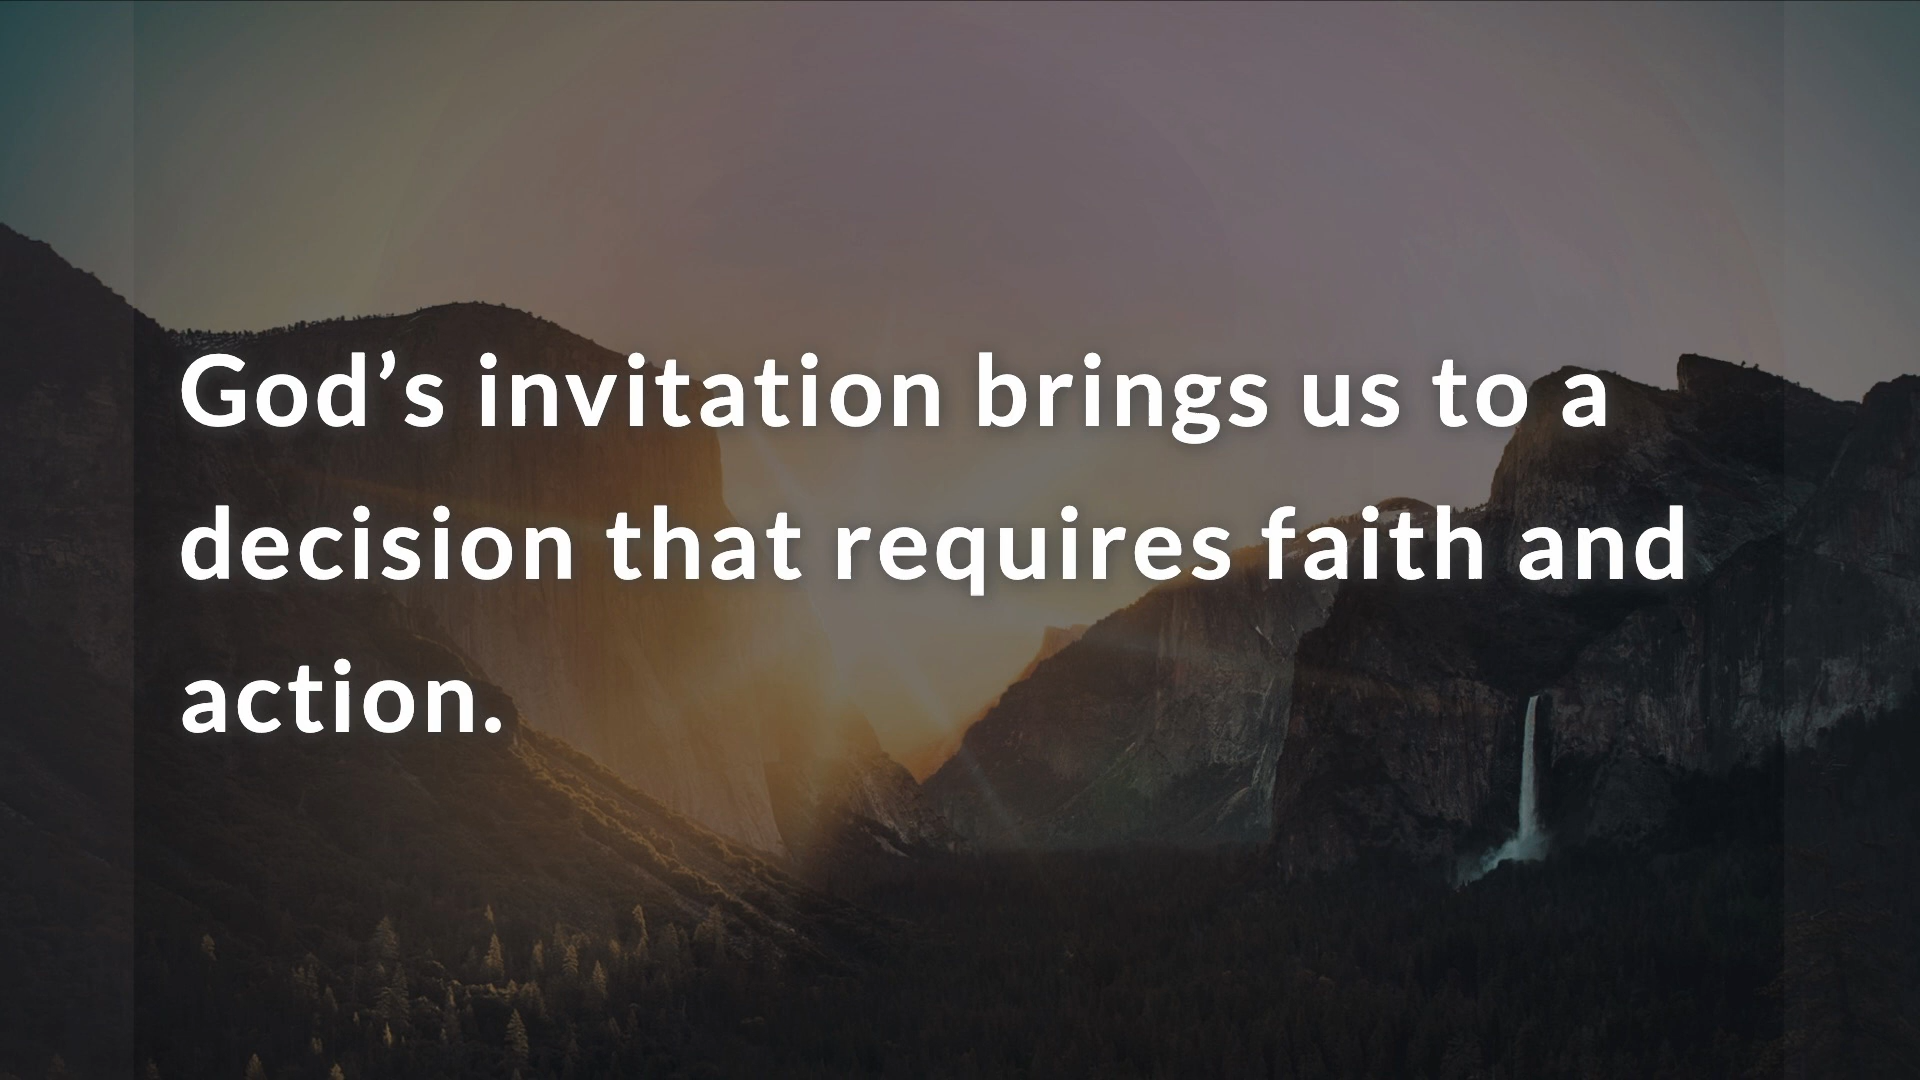 God’s invitation brings us to a
decision that requires faith and
action.